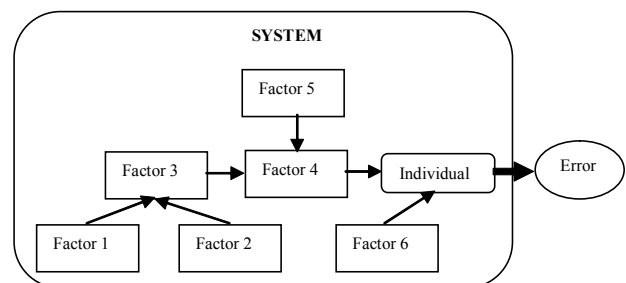 SYSTEM
Factor 5
Factor 3
Factor 4
Individual
Error
Factor 1
Factor 2
Factor 6